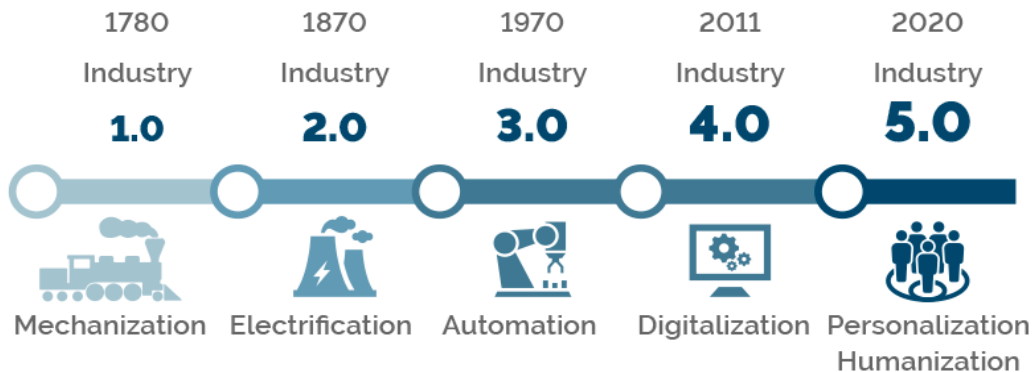 1780 1870 1970 2011 2020
Industry Industry Industry Industry Industry
1.0 2.0 3.0 4.0 5.0
Mechanization Electrification Automation Digitalization Personalization
Humanization